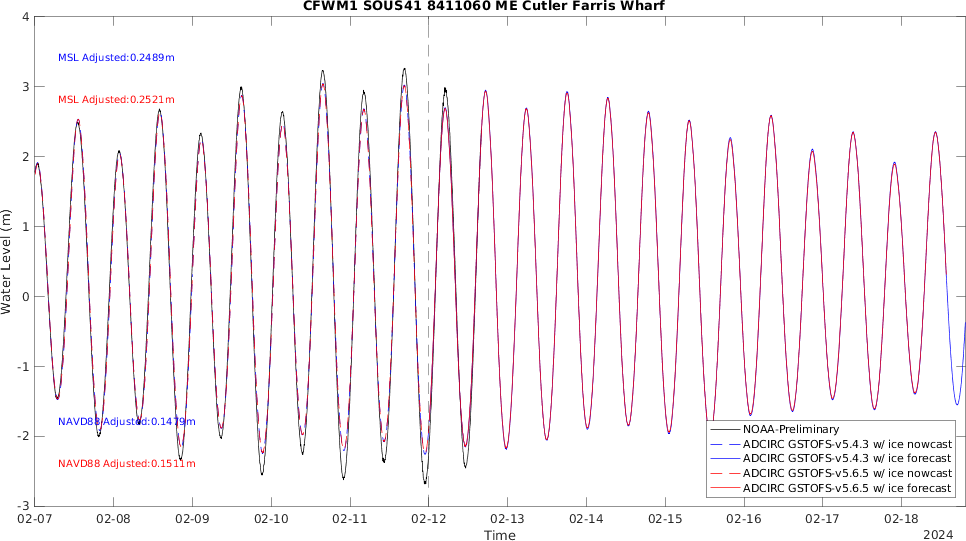 CFWM1 SOUS41 8411060 ME Cutler Farris Wharf
4
3
2
1
0
-1
-2
-3
Water Level (m)
MSL Adjusted:0.2489m
MSL Adjusted:0.2521m
NAVD88 Adjusted:0.1479m
NAVD88 Adjusted:0.1511m
NOAA-Preliminary
ADCIRC GSTOFS-v5.4.3 w/ ice nowcast
ADCIRC GSTOFS-v5.4.3 w/ ice forecast
ADCIRC GSTOFS-v5.6.5 w/ ice nowcast
ADCIRC GSTOFS-v5.6.5 w/ ice forecast
02-07 02-08 02-09 02-10 02-11 02-12 02-13 02-14 02-15 02-16 02-17 02-18
Time
2024